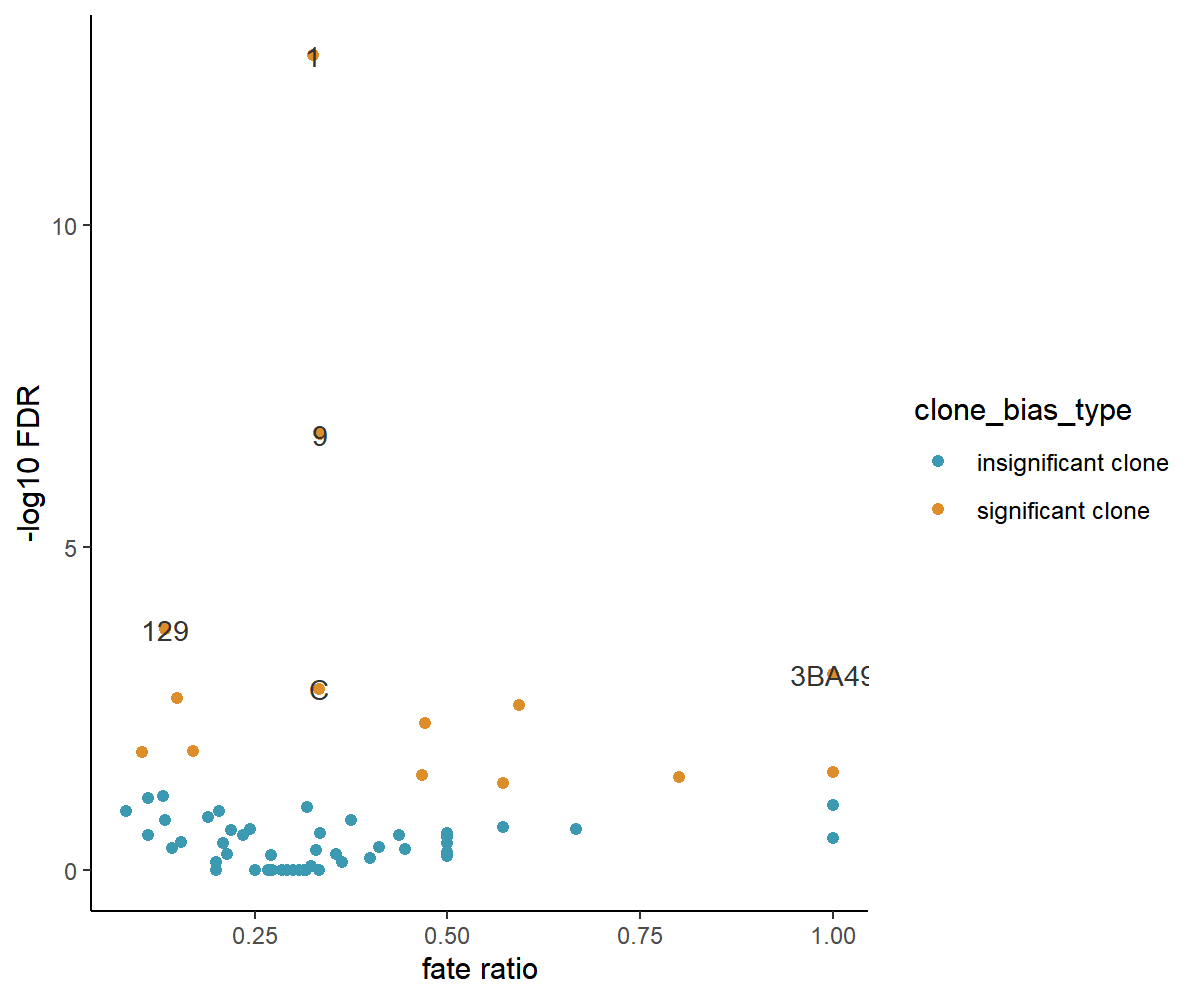 1
10
9
5
129
3BA49
C
0
0.25 0.50 0.75 1.00
fate ratio
-log10 FDR
clone_bias_type
insignificant clone
significant clone